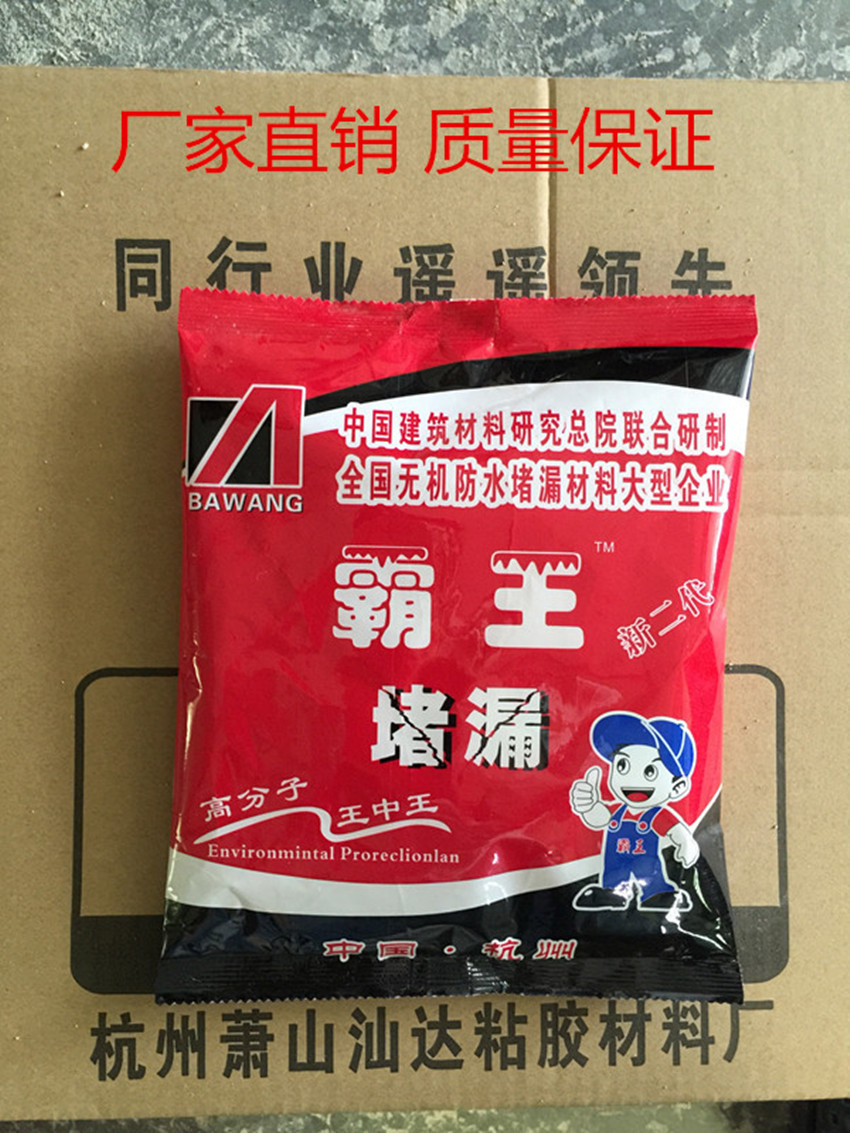 厂家直销 质量保证
同行业遥遥领先
中国建筑材料研究总院联合研制
全国无机防水堵漏材料大型企业
BAWANG
霸王
TM
新二代
堵漏
高分子
王中王
Environmintal Proreclionlan
霸王
中国·杭州
杭州萧山汕达粘胶材料厂